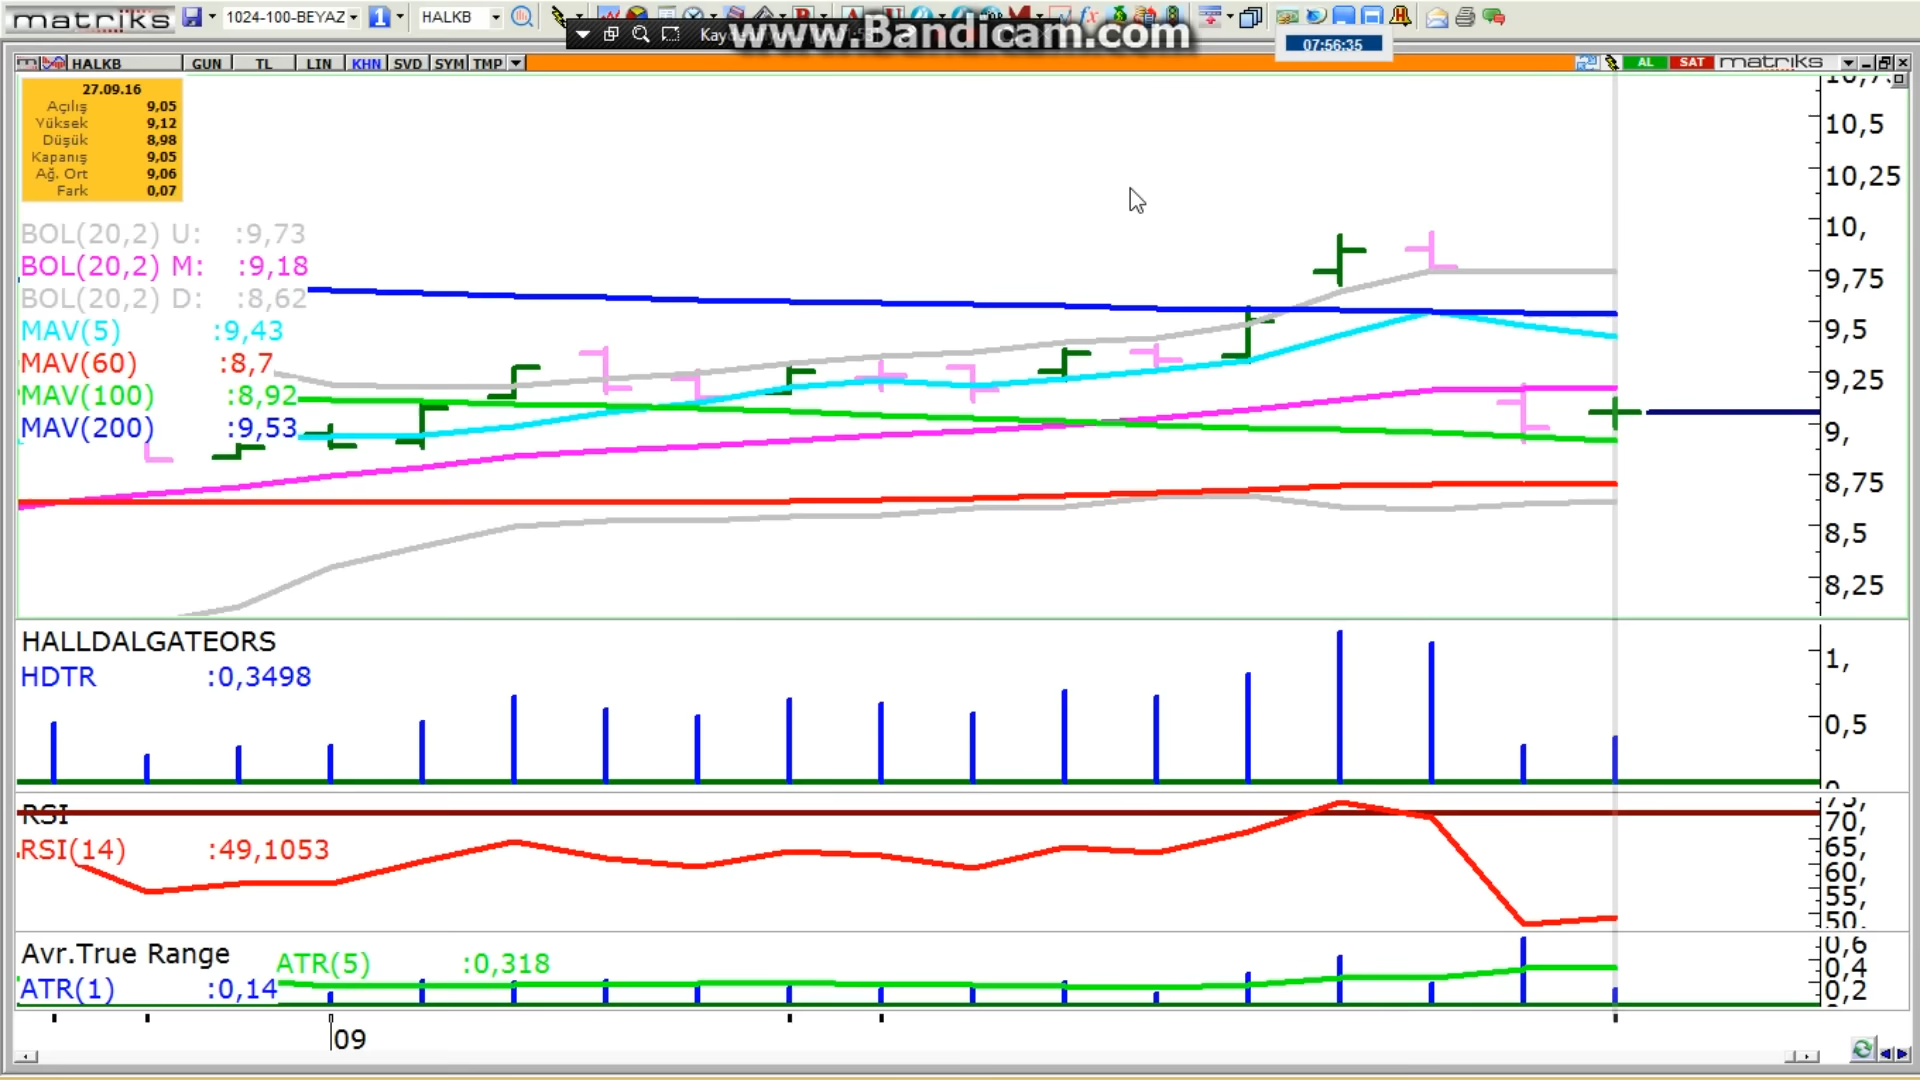 matriks 1024-100-BEYAZ 1 HALKB
www.Bandicam.com
07:56:35
HALKB GUN TL LIN KHN SVD SYM TMP AL SAT matriks
27.09.16
Açılış 9,05
Yüksek 9,12
Düşük 8,98
Kapanış 9,05
Ağ. Ort 9,06
Fark 0,07
BOL(20,2) U: :9,73
BOL(20,2) M: :9,18
BOL(20,2) D: :8,62
MAV(5) :9,43
MAV(60) :8,7
MAV(100) :8,92
MAV(200) :9,53
10,5
10,25
10,
9,75
9,5
9,25
9,
8,75
8,5
8,25
HALLDALGATEORS
HDTR :0,3498
1,
0,5
RSI
RSI(14) :49,1053
70,
65,
60,
55,
50,
Avr.True Range
ATR(5) :0,318
ATR(1) :0,14
0,6
0,4
0,2
09